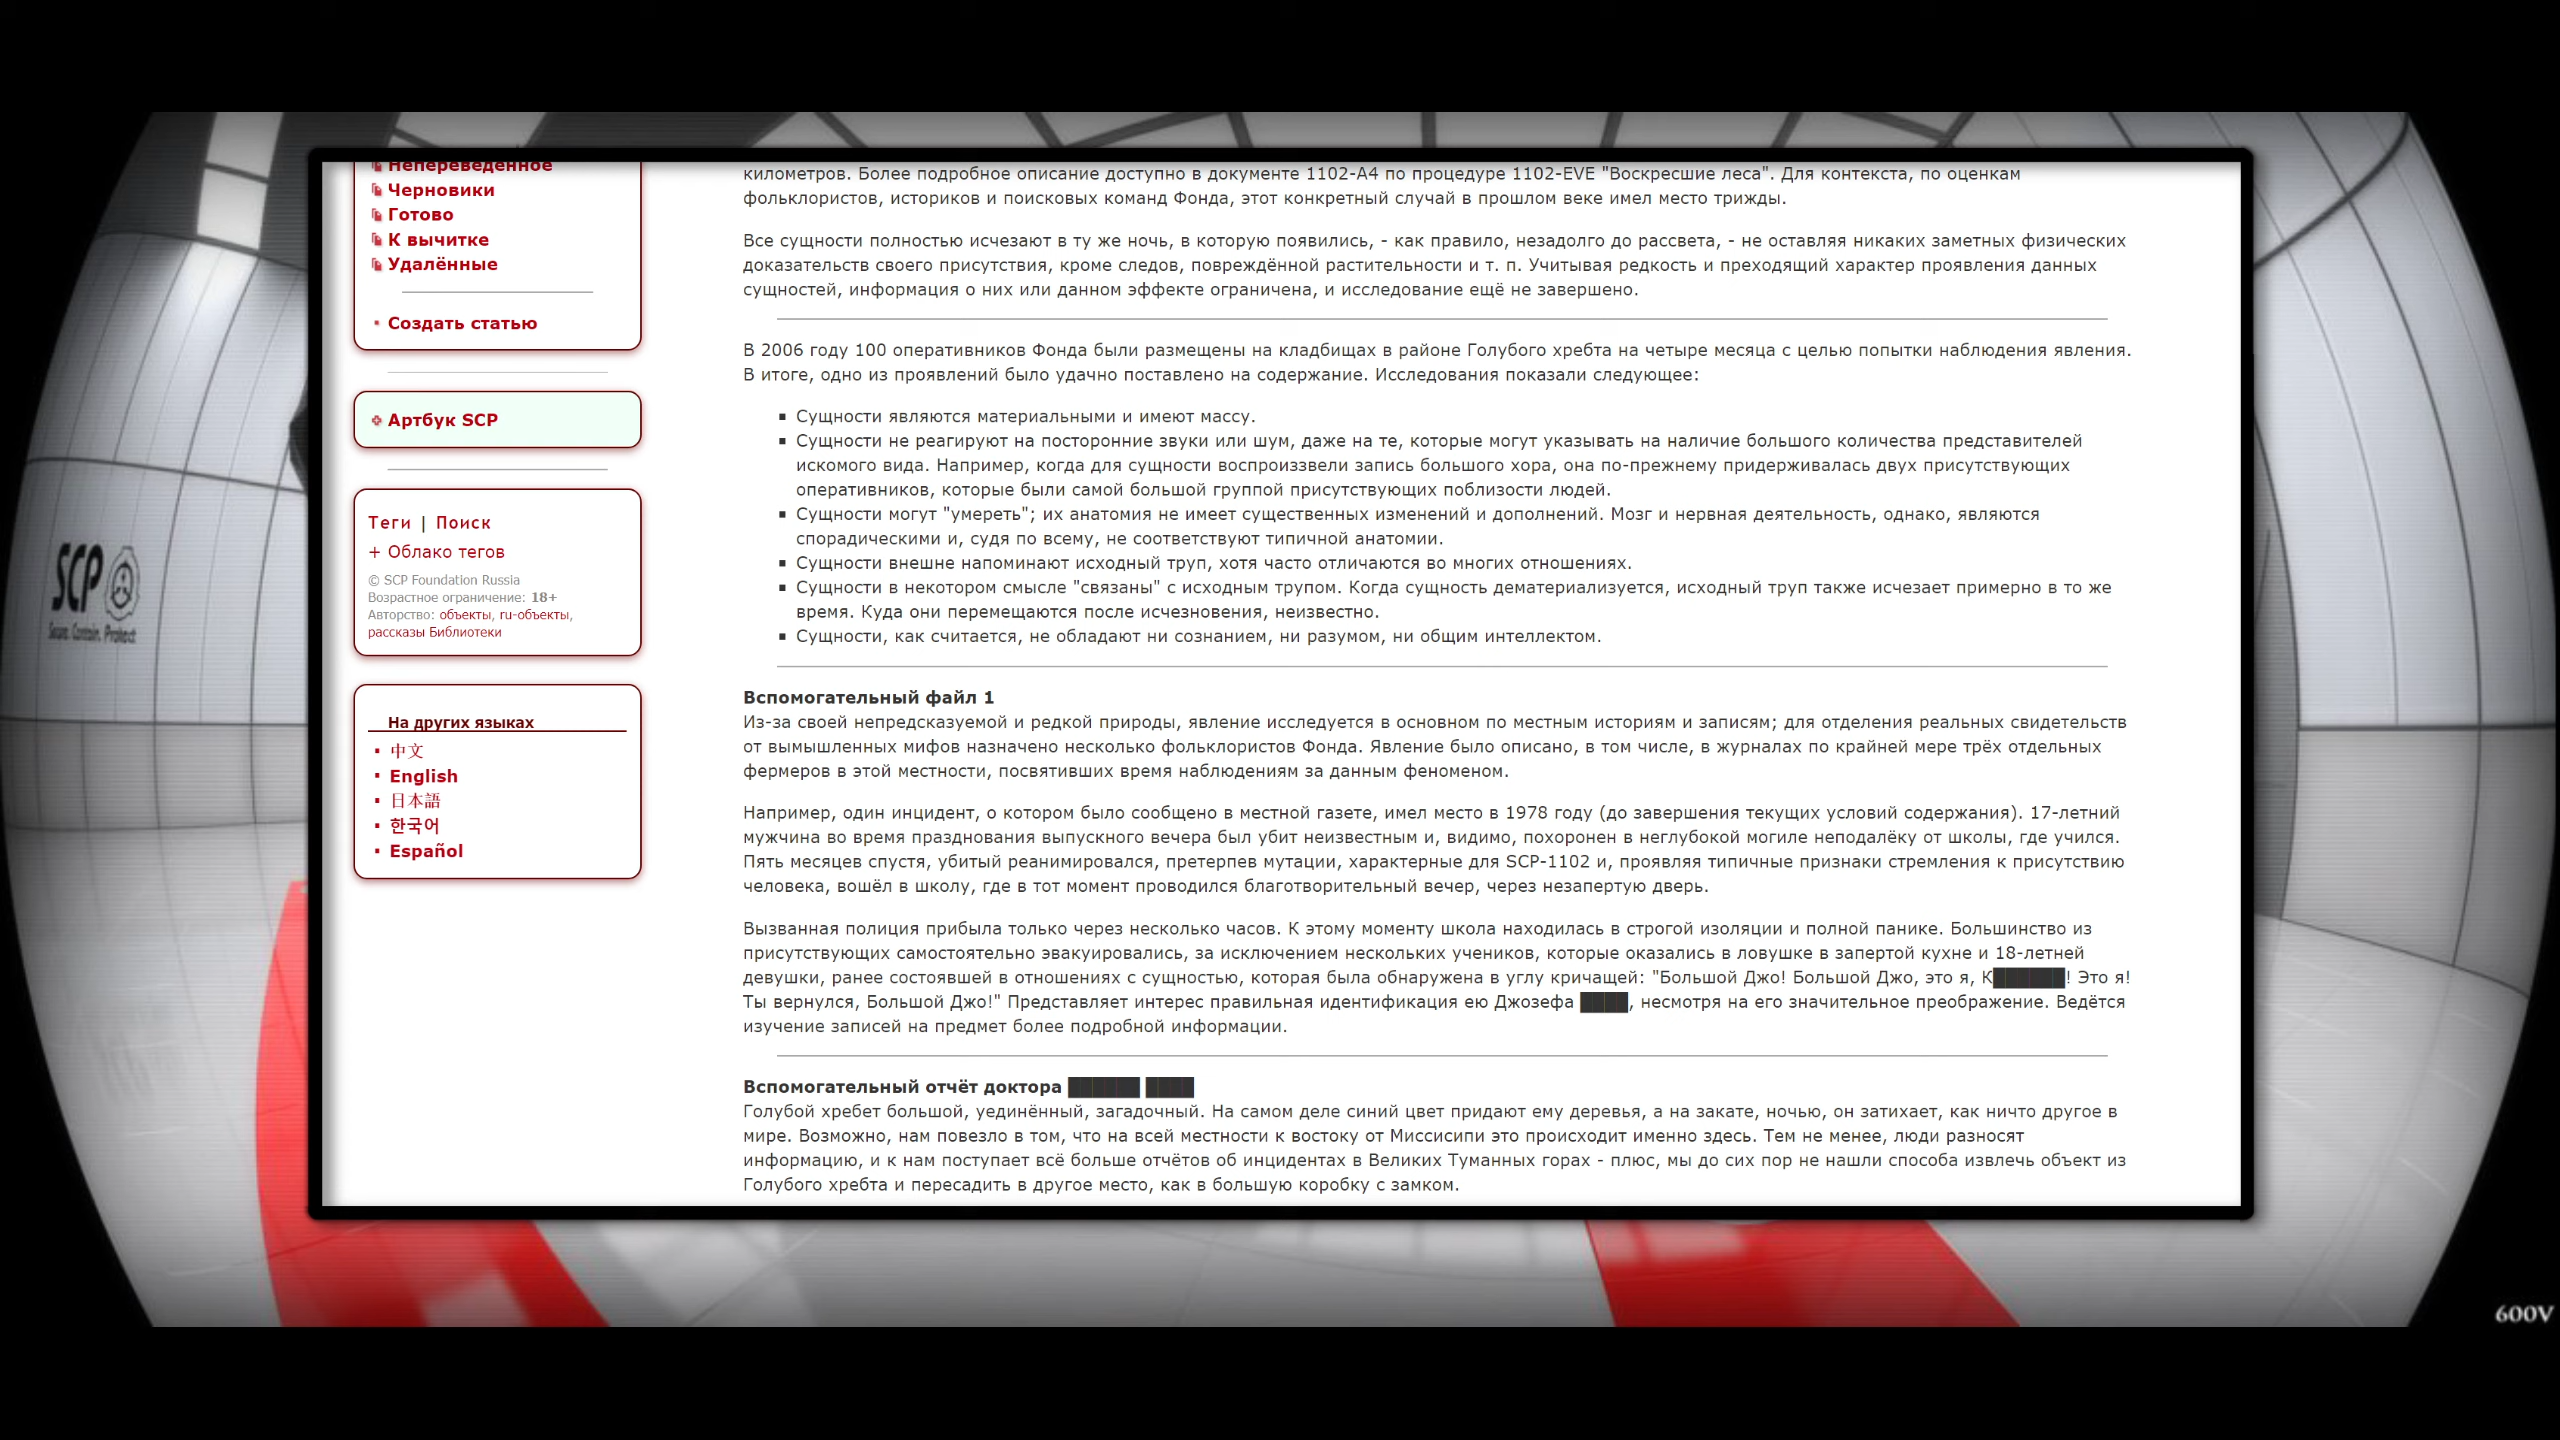 Непереведённое
Черновики
Готово
К вычитке
Удалённые
Создать статью
Артбук SCP
Теги | Поиск
+ Облако тегов
© SCP Foundation Russia
Возрастное ограничение: 18+
Авторство: объекты, ru-объекты,
рассказы Библиотеки
На других языках
中文
English
日本語
한국어
Español
километров. Более подробное описание доступно в документе 1102-A4 по процедуре 1102-EVE "Воскресшие леса". Для контекста, по оценкам
фольклористов, историков и поисковых команд Фонда, этот конкретный случай в прошлом веке имел место трижды.
Все сущности полностью исчезают в ту же ночь, в которую появились, - как правило, незадолго до рассвета, - не оставляя никаких заметных физических
доказательств своего присутствия, кроме следов, повреждённой растительности и т. п. Учитывая редкость и преходящий характер проявления данных
сущностей, информация о них или данном эффекте ограничена, и исследование ещё не завершено.
В 2006 году 100 оперативников Фонда были размещены на кладбищах в районе Голубого хребта на четыре месяца с целью попытки наблюдения явления.
В итоге, одно из проявлений было удачно поставлено на содержание. Исследования показали следующее:
Сущности являются материальными и имеют массу.
Сущности не реагируют на посторонние звуки или шум, даже на те, которые могут указывать на наличие большого количества представителей
искомого вида. Например, когда для сущности воспроиззвели запись большого хора, она по-прежнему придерживалась двух присутствующих
оперативников, которые были самой большой группой присутствующих поблизости людей.
Сущности могут "умереть"; их анатомия не имеет существенных изменений и дополнений. Мозг и нервная деятельность, однако, являются
спорадическими и, судя по всему, не соответствуют типичной анатомии.
Сущности внешне напоминают исходный труп, хотя часто отличаются во многих отношениях.
Сущности в некотором смысле "связаны" с исходным трупом. Когда сущность дематериализуется, исходный труп также исчезает примерно в то же
время. Куда они перемещаются после исчезновения, неизвестно.
Сущности, как считается, не обладают ни сознанием, ни разумом, ни общим интеллектом.
Вспомогательный файл 1
Из-за своей непредсказуемой и редкой природы, явление исследуется в основном по местным историям и записям; для отделения реальных свидетельств
от вымышленных мифов назначено несколько фольклористов Фонда. Явление было описано, в том числе, в журналах по крайней мере трёх отдельных
фермеров в этой местности, посвятивших время наблюдениям за данным феноменом.
Например, один инцидент, о котором было сообщено в местной газете, имел место в 1978 году (до завершения текущих условий содержания). 17-летний
мужчина во время празднования выпускного вечера был убит неизвестным и, видимо, похоронен в неглубокой могиле неподалёку от школы, где учился.
Пять месяцев спустя, убитый реанимировался, претерпев мутации, характерные для SCP-1102 и, проявляя типичные признаки стремления к присутствию
человека, вошёл в школу, где в тот момент проводился благотворительный вечер, через незапертую дверь.
Вызванная полиция прибыла только через несколько часов. К этому моменту школа находилась в строгой изоляции и полной панике. Большинство из
присутствующих самостоятельно эвакуировались, за исключением нескольких учеников, которые оказались в ловушке в запертой кухне и 18-летней
девушки, ранее состоявшей в отношениях с сущностью, которая была обнаружена в углу кричащей: "Большой Джо! Большой Джо, это я, К██████! Это я!
Ты вернулся, Большой Джо!" Представляет интерес правильная идентификация ею Джозефа ████, несмотря на его значительное преображение. Ведётся
изучение записей на предмет более подробной информации.
Вспомогательный отчёт доктора ██████ ████
Голубой хребет большой, уединённый, загадочный. На самом деле синий цвет придают ему деревья, а на закате, ночью, он затихает, как ничто другое в
мире. Возможно, нам повезло в том, что на всей местности к востоку от Миссисипи это происходит именно здесь. Тем не менее, люди разносят
информацию, и к нам поступает всё больше отчётов об инцидентах в Великих Туманных горах - плюс, мы до сих пор не нашли способа извлечь объект из
Голубого хребта и пересадить в другое место, как в большую коробку с замком.
SCP
Secure. Contain. Protect
600V